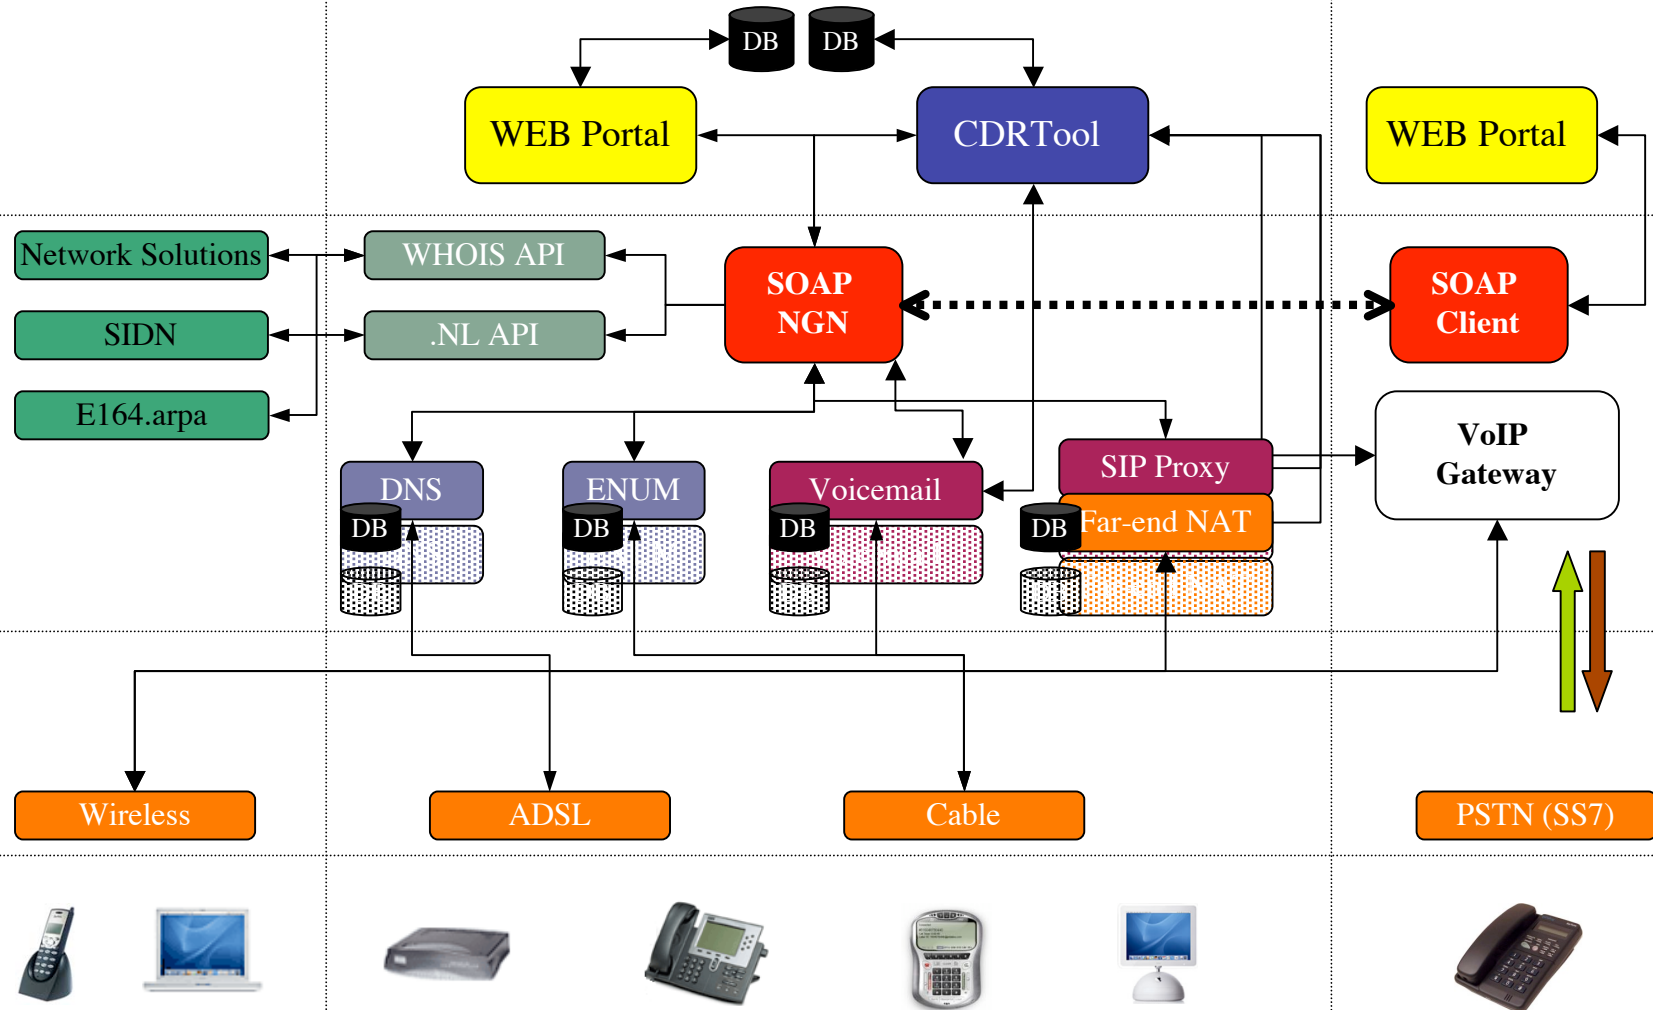 DB
DB
WEB Portal
CDRTool
WEB Portal
Network Solutions
WHOIS API
SOAP
NGN
SOAP
Client
SIDN
.NL API
E164.arpa
VoIP
Gateway
DNS
ENUM
Voicemail
SIP Proxy
DB
DB
DB
DB
Far-end NAT
Wireless
ADSL
Cable
PSTN (SS7)